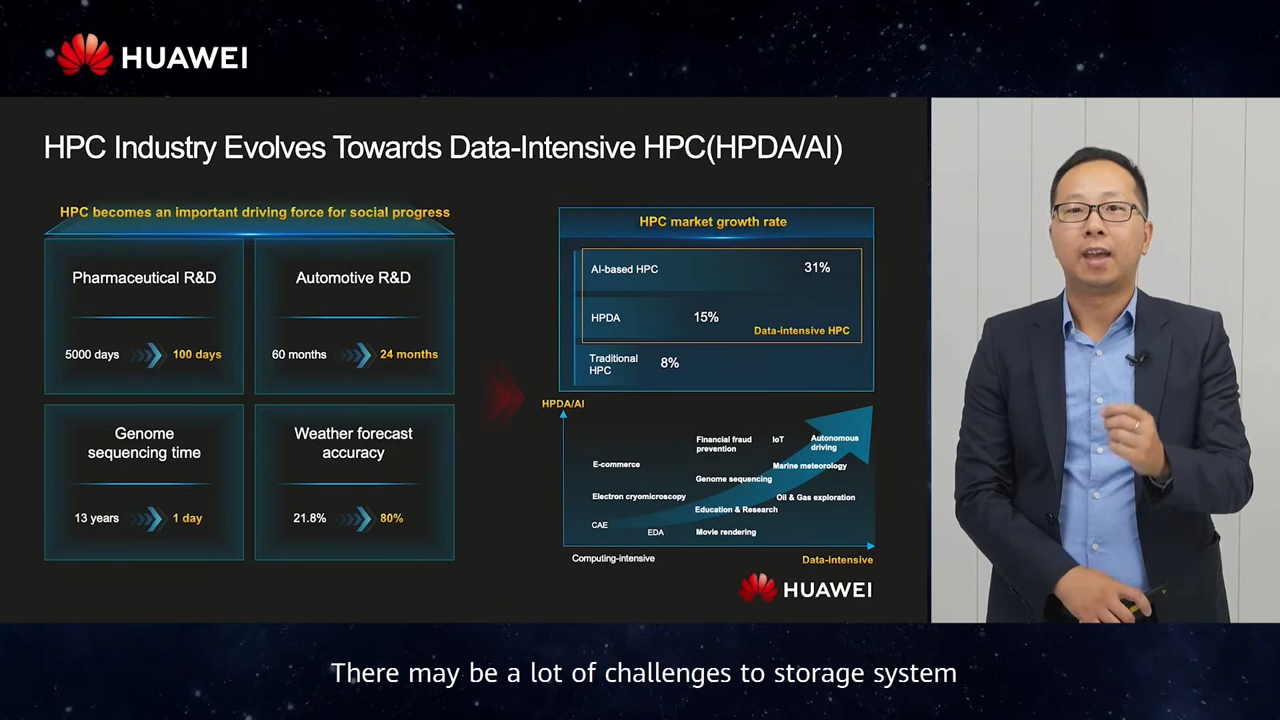 HUAWEI
HPC Industry Evolves Towards Data-Intensive HPC(HPDA/AI)
HPC becomes an important driving force for social progress
Pharmaceutical R&D
5000 days
100 days
Automotive R&D
60 months
24 months
Genome
sequencing time
13 years
1 day
Weather forecast
accuracy
21.8%
80%
HPC market growth rate
AI-based HPC
31%
HPDA
15%
Data-intensive HPC
Traditional
HPC
8%
HPDA/AI
Financial fraud
prevention
IoT
Autonomous
driving
E-commerce
Marine meteorology
Genome sequencing
Electron cryomicroscopy
Oil & Gas exploration
Education & Research
CAE
EDA
Movie rendering
Computing-intensive
Data-intensive
HUAWEI
There may be a lot of challenges to storage system